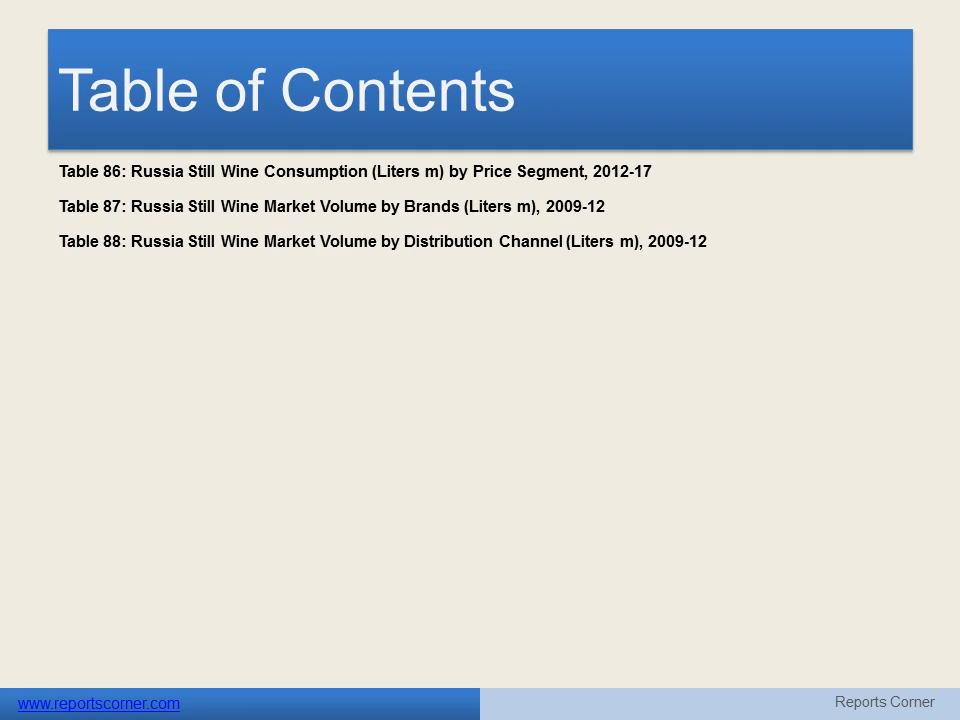 Table of Contents
Table 86: Russia Still Wine Consumption (Liters m) by Price Segment, 2012-17
Table 87: Russia Still Wine Market Volume by Brands (Liters m), 2009-12
Table 88: Russia Still Wine Market Volume by Distribution Channel (Liters m), 2009-12
www.reportscorner.com
Reports Corner